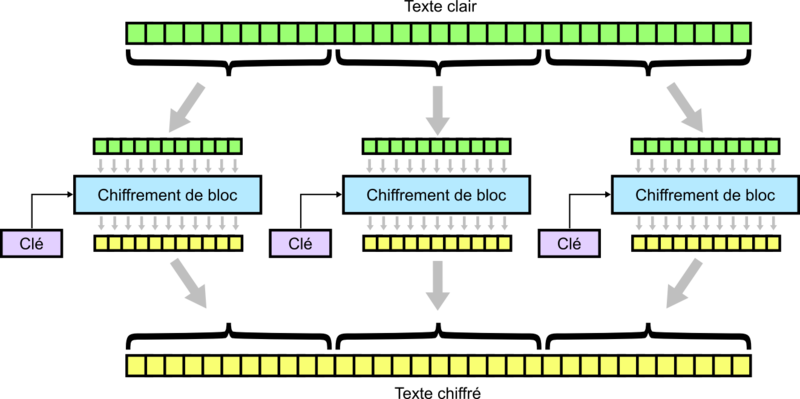 Texte clair
Chiffrement de bloc
Chiffrement de bloc
Chiffrement de bloc
Clé
Clé
Clé
Texte chiffré